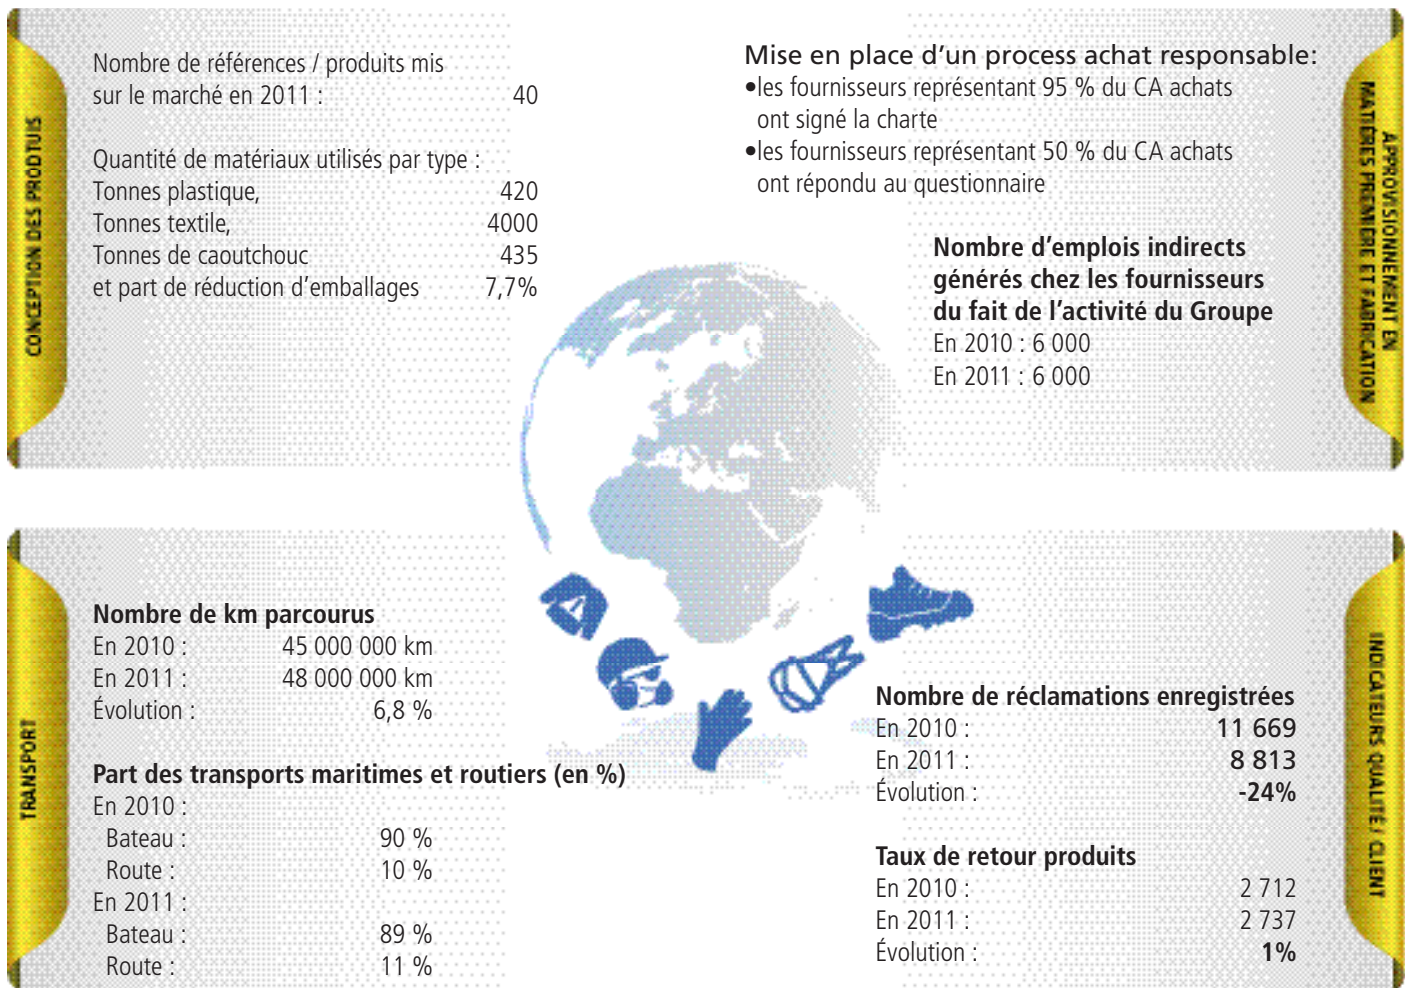 CONCEPTION DES PRODTUIS
Nombre de références / produits mis
sur le marché en 2011 : 40
Quantité de matériaux utilisés par type :
Tonnes plastique, 420
Tonnes textile, 4000
Tonnes de caoutchouc 435
et part de réduction d’emballages 7,7%
Mise en place d’un process achat responsable:
•les fournisseurs représentant 95 % du CA achats
ont signé la charte
•les fournisseurs représentant 50 % du CA achats
ont répondu au questionnaire
Nombre d’emplois indirects
générés chez les fournisseurs
du fait de l’activité du Groupe
En 2010 : 6 000
En 2011 : 6 000
APPROVISIONNEMENT EN
MATIÈRES PREMIÈRE ET FABRICATION
TRANSPORT
Nombre de km parcourus
En 2010 : 45 000 000 km
En 2011 : 48 000 000 km
Évolution : 6,8 %
Part des transports maritimes et routiers (en %)
En 2010 :
Bateau : 90 %
Route : 10 %
En 2011 :
Bateau : 89 %
Route : 11 %
Nombre de réclamations enregistrées
En 2010 : 11 669
En 2011 : 8 813
Évolution : -24%
Taux de retour produits
En 2010 : 2 712
En 2011 : 2 737
Évolution : 1%
INDICATEURS QUALITÉ / CLIENT